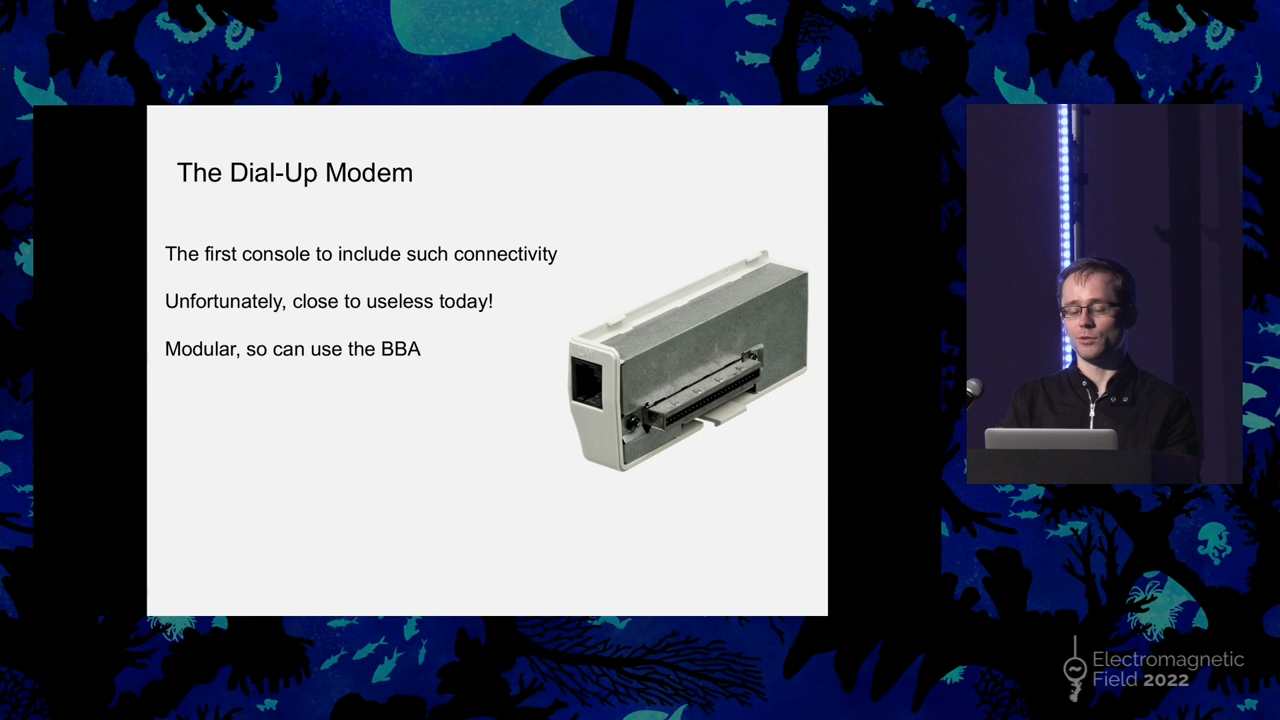 The Dial-Up Modem
The first console to include such connectivity
Unfortunately, close to useless today!
Modular, so can use the BBA
Electromagnetic
Field 2022